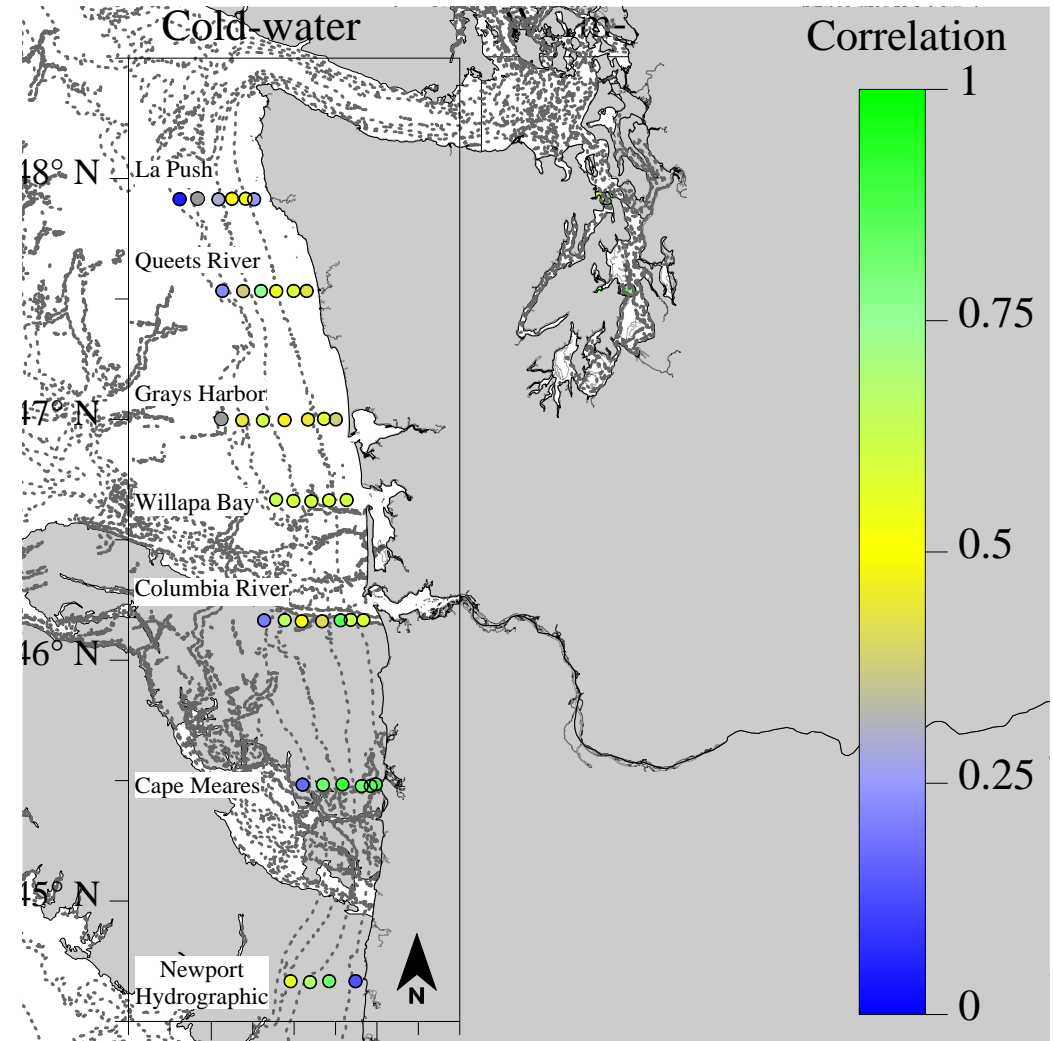 Cold-water
m-
Correlation
1
La Push
48° N
Queets River
0.75
Grays Harbor
47° N
Willapa Bay
0.5
Columbia River
46° N
0.25
Cape Meares
45° N
Newport
Hydrographic
N
0